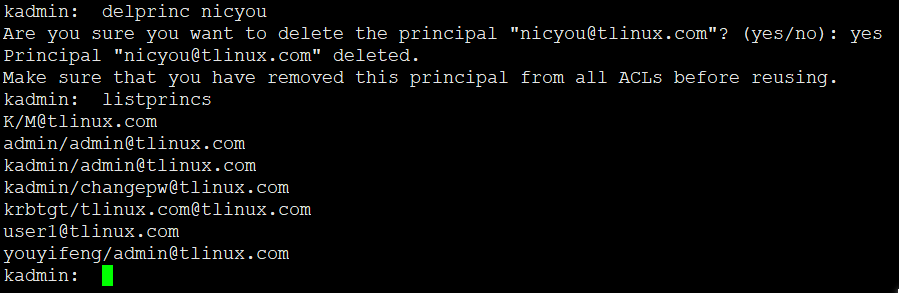 kadmin:  delprinc nicyou
Are you sure you want to delete the principal "nicyou@tlinux.com"? (yes/no): yes
Principal "nicyou@tlinux.com" deleted.
Make sure that you have removed this principal from all ACLs before reusing.
kadmin:  listprincs
K/M@tlinux.com
admin/admin@tlinux.com
kadmin/admin@tlinux.com
kadmin/changepw@tlinux.com
krbtgt/tlinux.com@tlinux.com
user1@tlinux.com
youyifeng/admin@tlinux.com
kadmin: